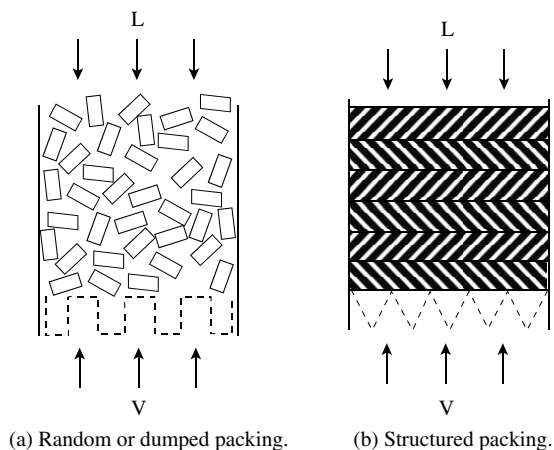 L
L
V
V
(a) Random or dumped packing.
(b) Structured packing.